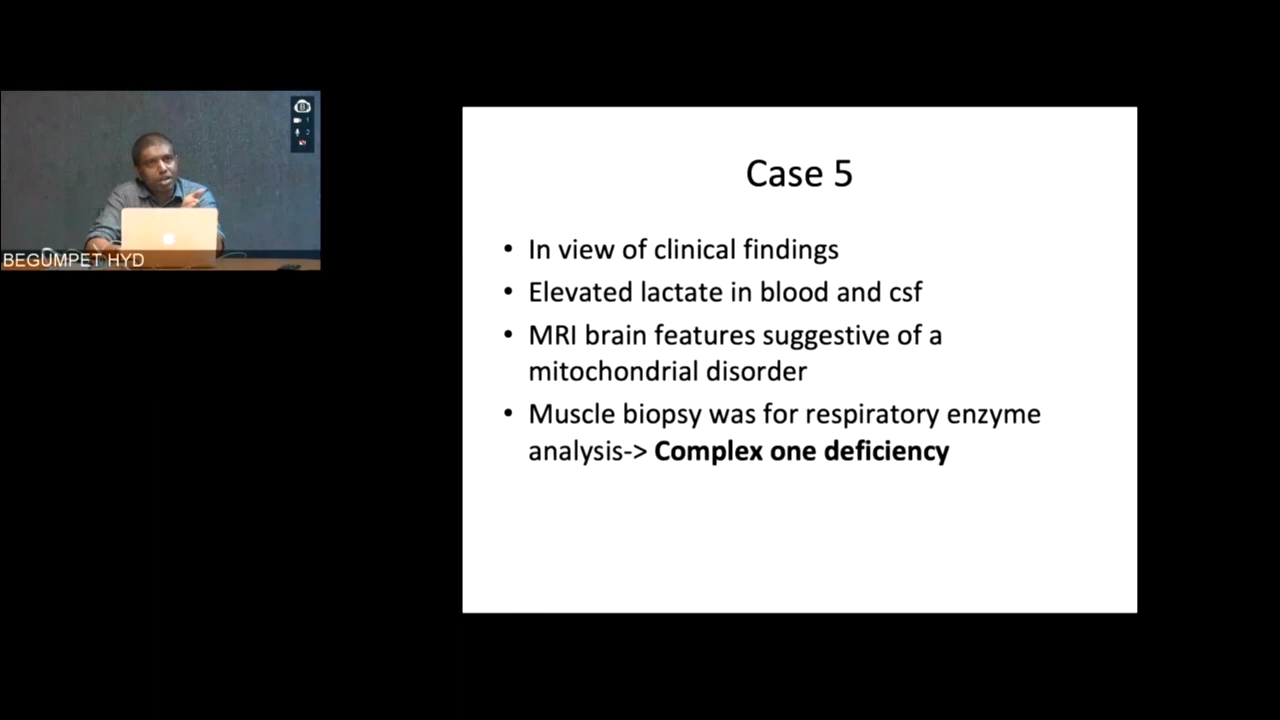 BEGUMPET HYD
Case 5
• In view of clinical findings
• Elevated lactate in blood and csf
• MRI brain features suggestive of a
mitochondrial disorder
• Muscle biopsy was for respiratory enzyme
analysis-> Complex one deficiency